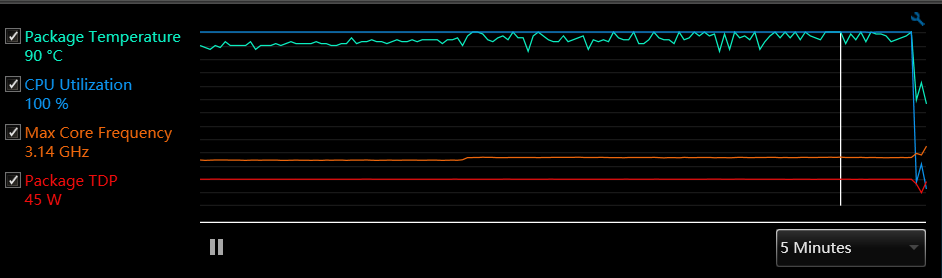 Package Temperature
90 °C
CPU Utilization
100 %
Max Core Frequency
3.14 GHz
Package TDP
45 W
5 Minutes